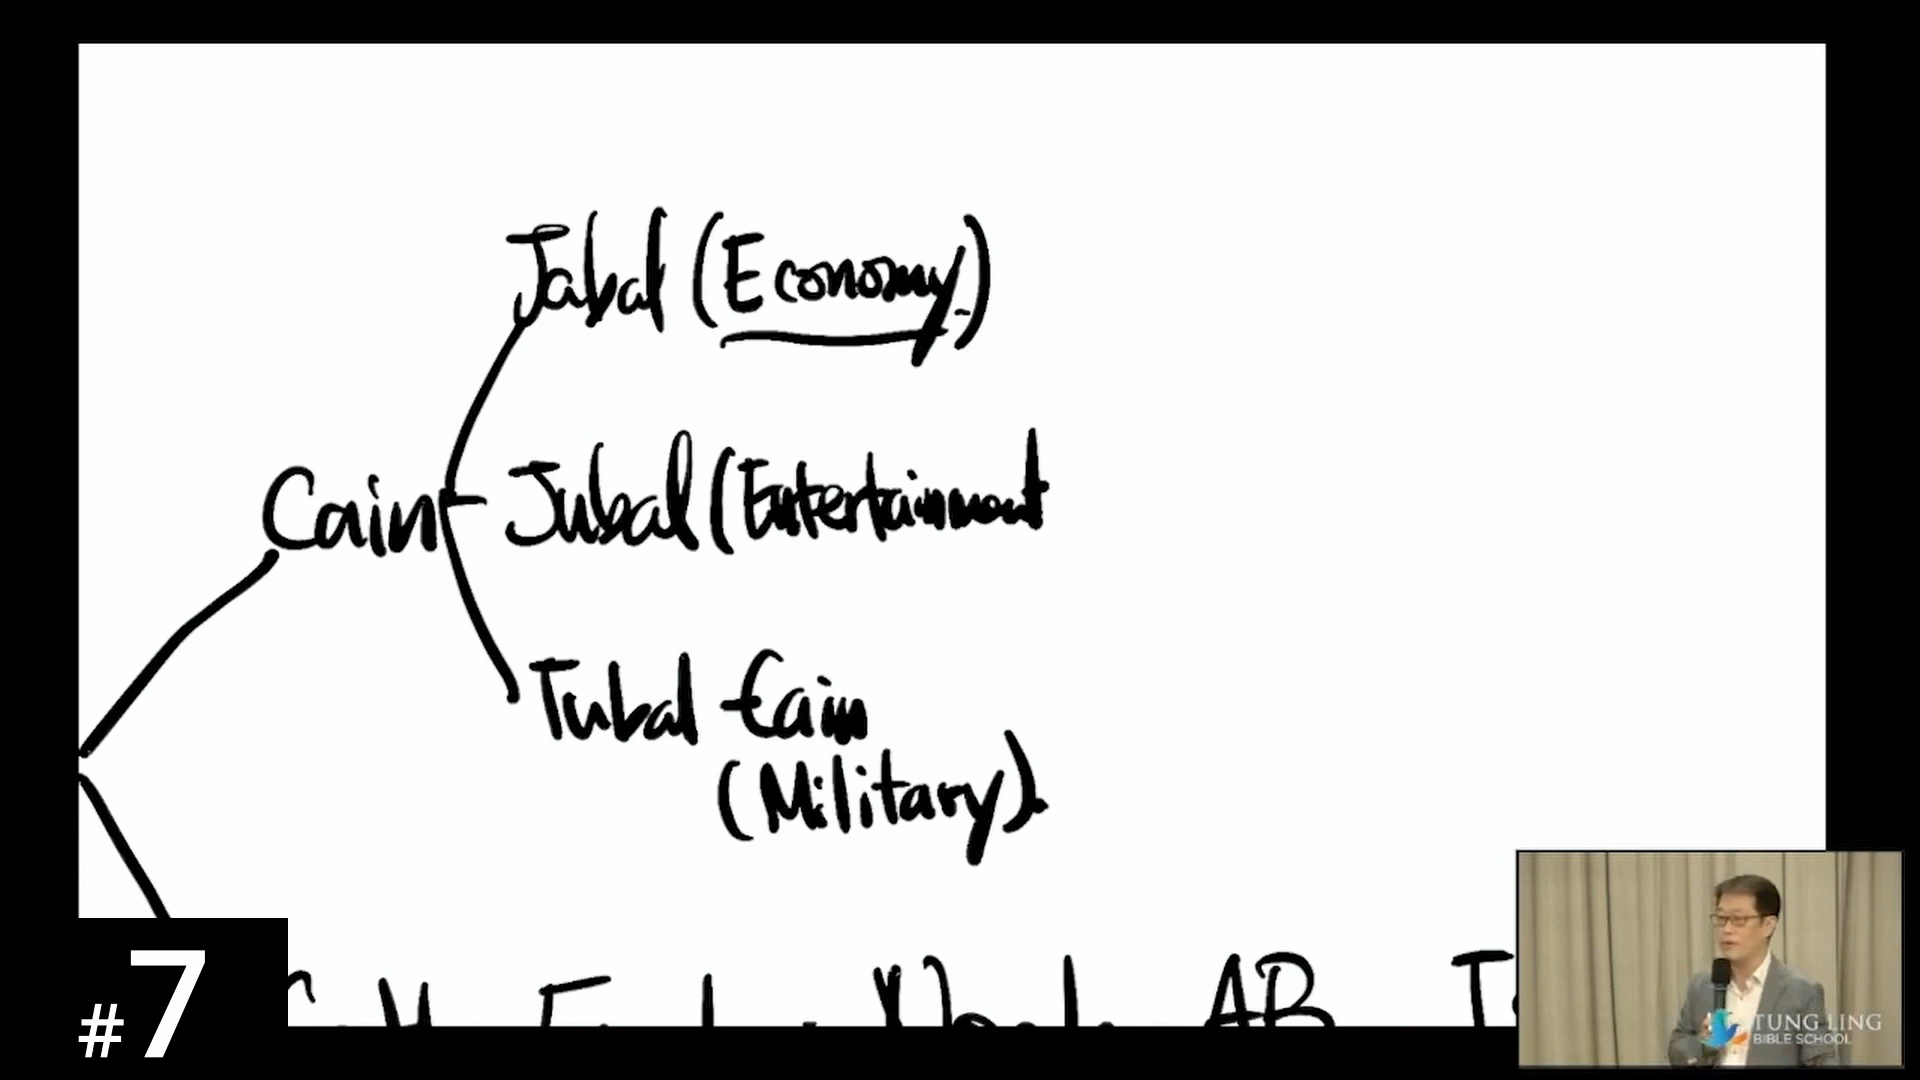 Jabal (Economy.)
Cain
Jubal (Entertainment
Tubal Cain
(Military).
AB
#7
TUNG LING
BIBLE SCHOOL